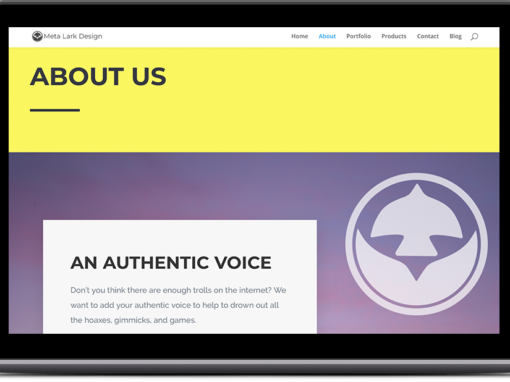 Meta Lark Design
Home About Portfolio Products Contact Blog
ABOUT US
AN AUTHENTIC VOICE
Don't you think there are enough trolls on the internet? We
want to add your authentic voice to help to drown out all
the hoaxes, gimmicks, and games.